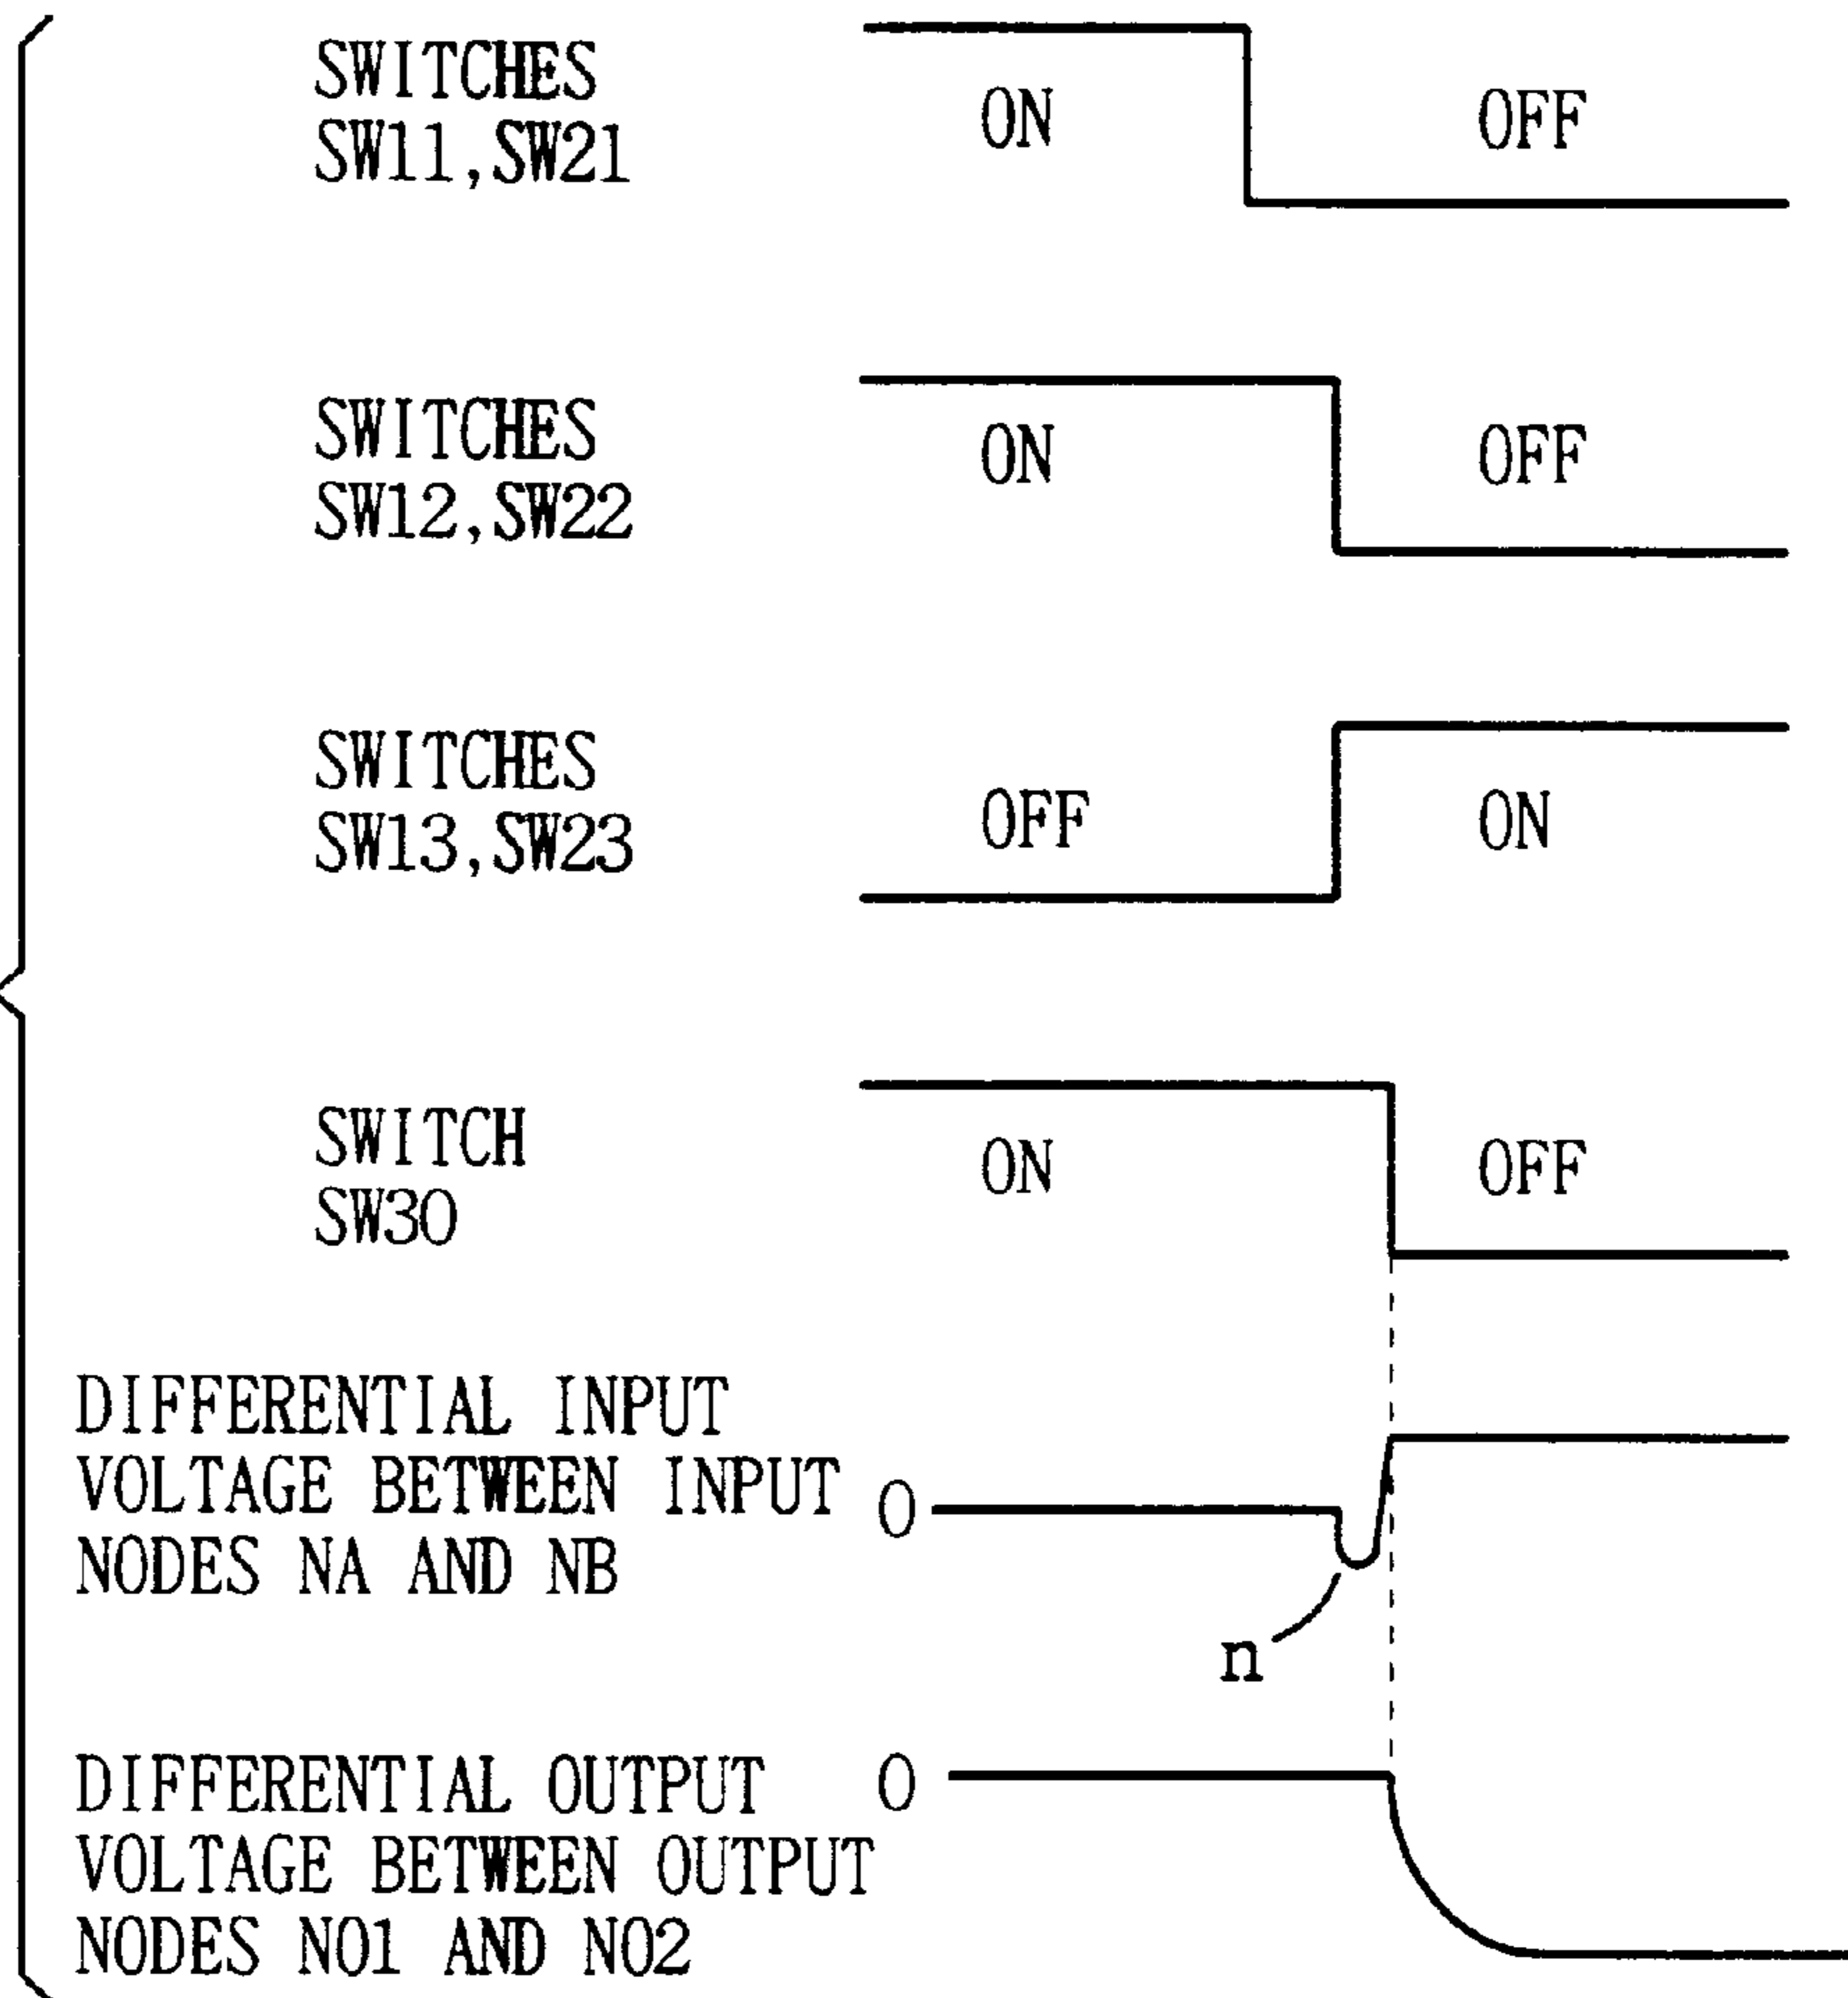 SWITCHES
SW11,SW21
ON
OFF
SWITCHES
SW12,SW22
ON
OFF
SWITCHES
SW13,SW23
OFF
ON
SWITCH
SW30
ON
OFF
DIFFERENTIAL INPUT
VOLTAGE BETWEEN INPUT
NODES NA AND NB
0
n
DIFFERENTIAL OUTPUT
VOLTAGE BETWEEN OUTPUT
NODES NO1 AND NO2
0